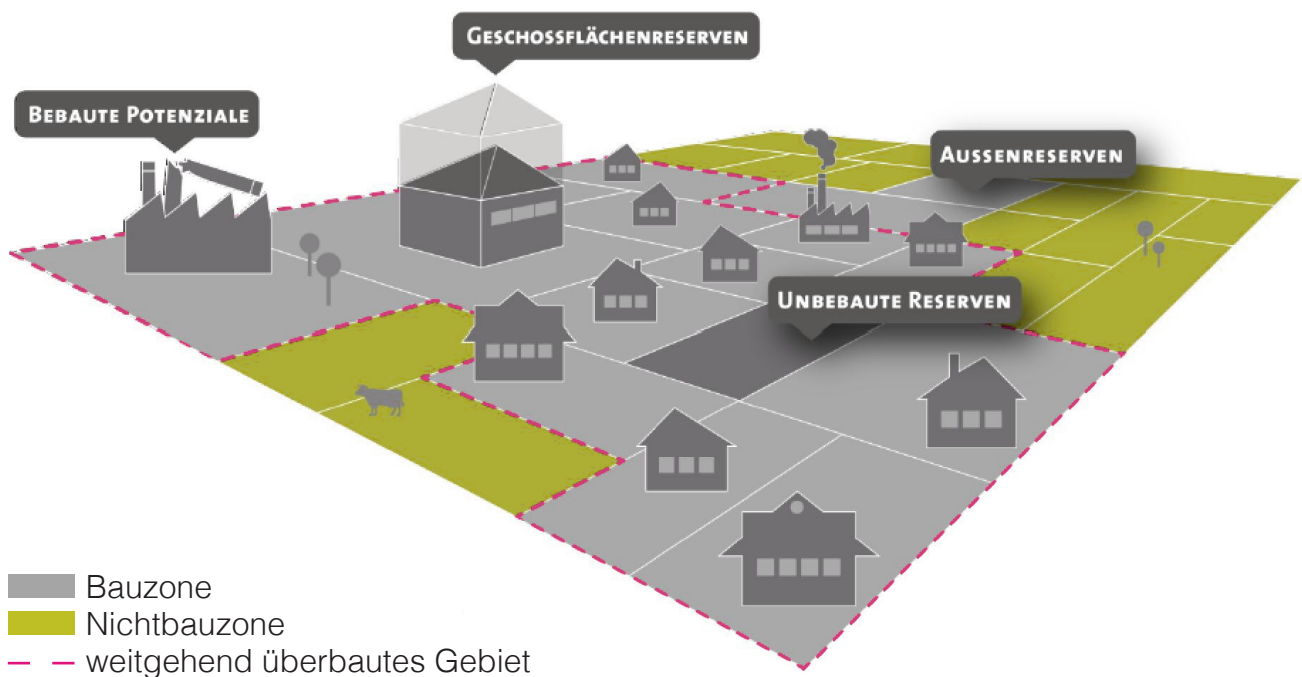 GESCHOSSFLÄCHENRESERVEN
BEBAUTE POTENZIALE
AUSSENRESERVEN
UNBEBAUTE RESERVEN
Bauzone
Nichtbauzone
weitgehend überbautes Gebiet